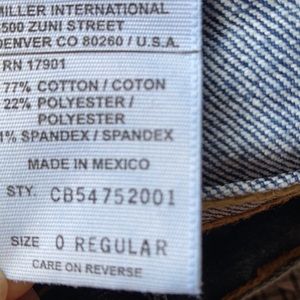 MILLER INTERNATIONAL
8500 ZUNI STREET
DENVER CO 80260 / U.S.A.
RN 17901
77% COTTON / COTON
22% POLYESTER /
POLYESTER
1% SPANDEX / SPANDEX
MADE IN MEXICO
STY. CB54752001
SIZE 0 REGULAR
CARE ON REVERSE